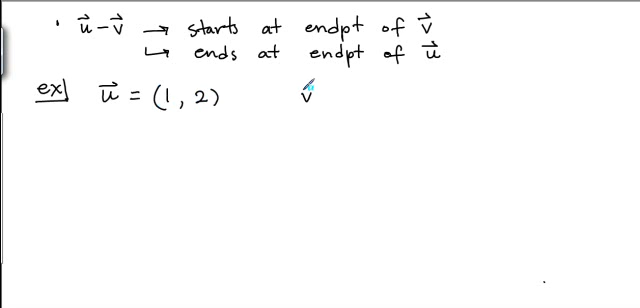 · u⃗ - v⃗ → starts at endpt of v⃗
↳ ends at endpt of u⃗
ex] u⃗ = (1, 2) v